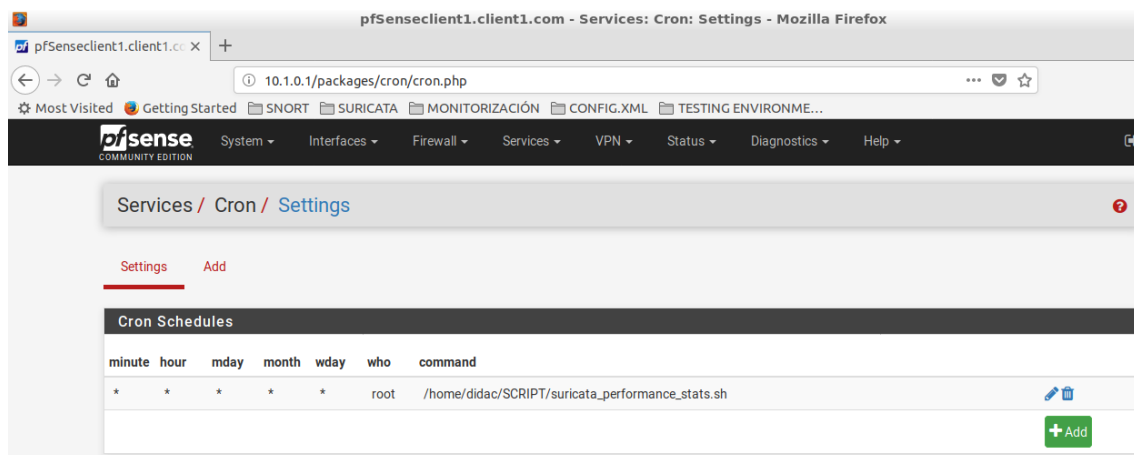 pfSenseclient1.client1.com - Services: Cron: Settings - Mozilla Firefox
pf pfSenseclient1.client1.cc
10.1.0.1/packages/cron/cron.php
Most Visited Getting Started SNORT SURICATA MONITORIZACIÓN CONFIG.XML TESTING ENVIRONME...
pfsense System Interfaces Firewall Services VPN Status Diagnostics Help
COMMUNITY EDITION
Services / Cron / Settings
Settings Add
Cron Schedules
minute hour mday month wday who command
* * * * * root /home/didac/SCRIPT/suricata_performance_stats.sh
+ Add